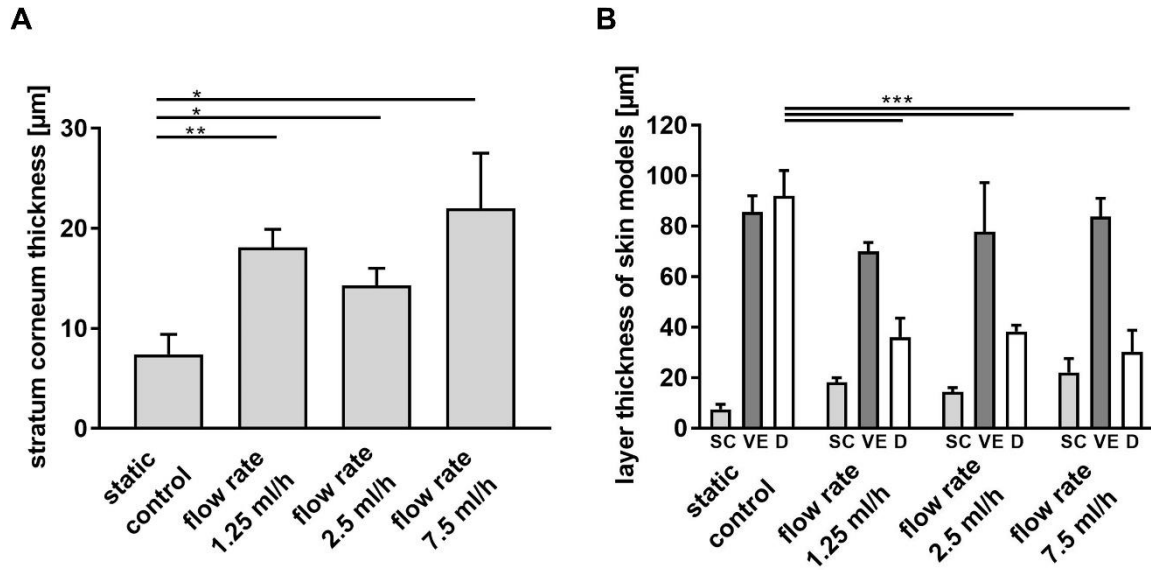 A
stratum corneum thickness [µm]
30
20
10
0
*
*
**
static
control
flow rate
1.25 ml/h
flow rate
2.5 ml/h
flow rate
7.5 ml/h
B
layer thickness of skin models [µm]
120
100
80
60
40
20
0
***
SC VE D
SC VE D
SC VE D
SC VE D
static
control
flow rate
1.25 ml/h
flow rate
2.5 ml/h
flow rate
7.5 ml/h